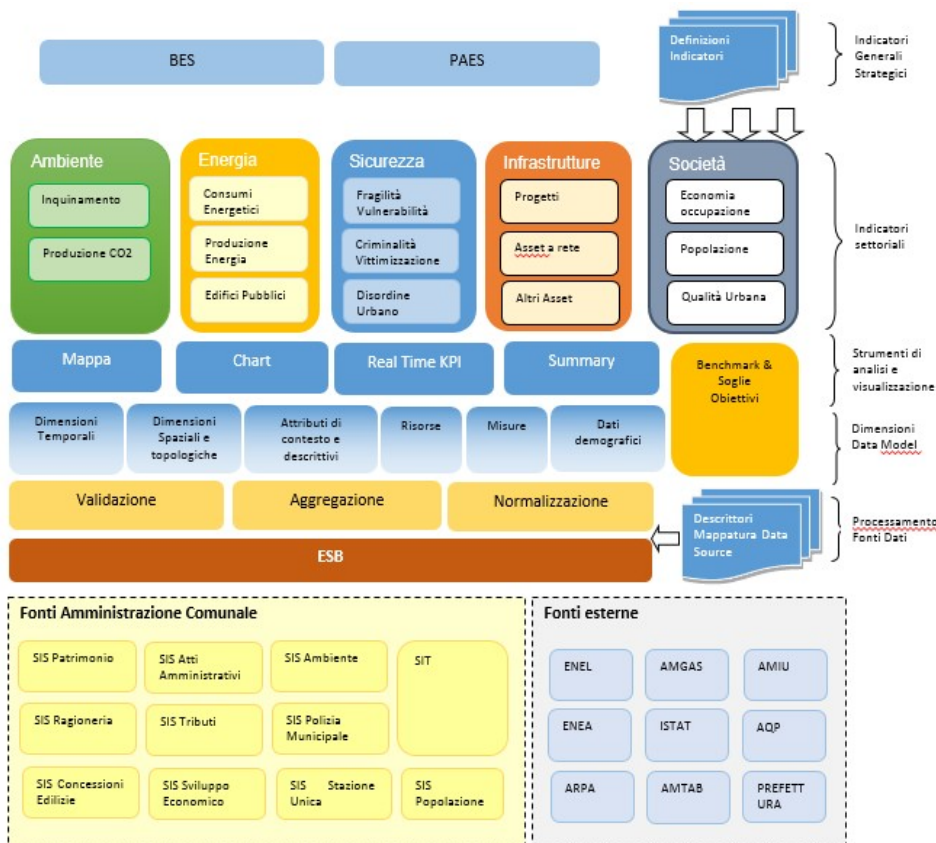 BES
PAES
Definizioni
Indicatori
Indicatori
Generali
Strategici
Ambiente
Inquinamento
Produzione CO2
Energia
Consumi
Energetici
Produzione
Energia
Edifici Pubblici
Sicurezza
Fragilità
Vulnerabilità
Criminalità
Vittimizzazione
Disordine
Urbano
Infrastrutture
Progetti
Asset a rete
Altri Asset
Società
Economia
occupazione
Popolazione
Qualità Urbana
Indicatori
settoriali
Mappa
Chart
Real Time KPI
Summary
Benchmark &
Soglie
Obiettivi
Strumenti di
analisi e
visualizzazione
Dimensioni
Temporali
Dimensioni
Spaziali e
topologiche
Attributi di
contesto e
descrittivi
Risorse
Misure
Dati
demografici
Dimensioni
Data Model
Validazione
Aggregazione
Normalizzazione
Descrittori
Mappatura Data
Source
Processamento
Fonti Dati
ESB
Fonti Amministrazione Comunale
SIS Patrimonio
SIS Atti
Amministrativi
SIS Ambiente
SIT
SIS Ragioneria
SIS Tributi
SIS Polizia
Municipale
SIS Concessioni
Edilizie
SIS Sviluppo
Economico
SIS Stazione
Unica
SIS
Popolazione
Fonti esterne
ENEL
AMGAS
AMIU
ENEA
ISTAT
AQP
ARPA
AMTAB
PREFETT
URA